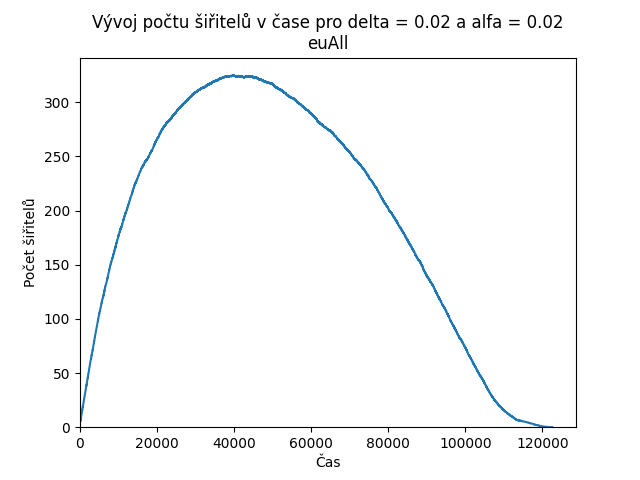 Vývoj počtu šiřitelů v čase pro delta = 0.02 a alfa = 0.02
euAll
300
250
200
150
100
50
0
Počet šiřitelů
0 20000 40000 60000 80000 100000 120000
Čas